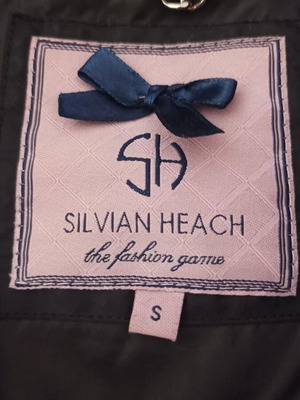 SH
SILVIAN HEACH
the fashion game
S